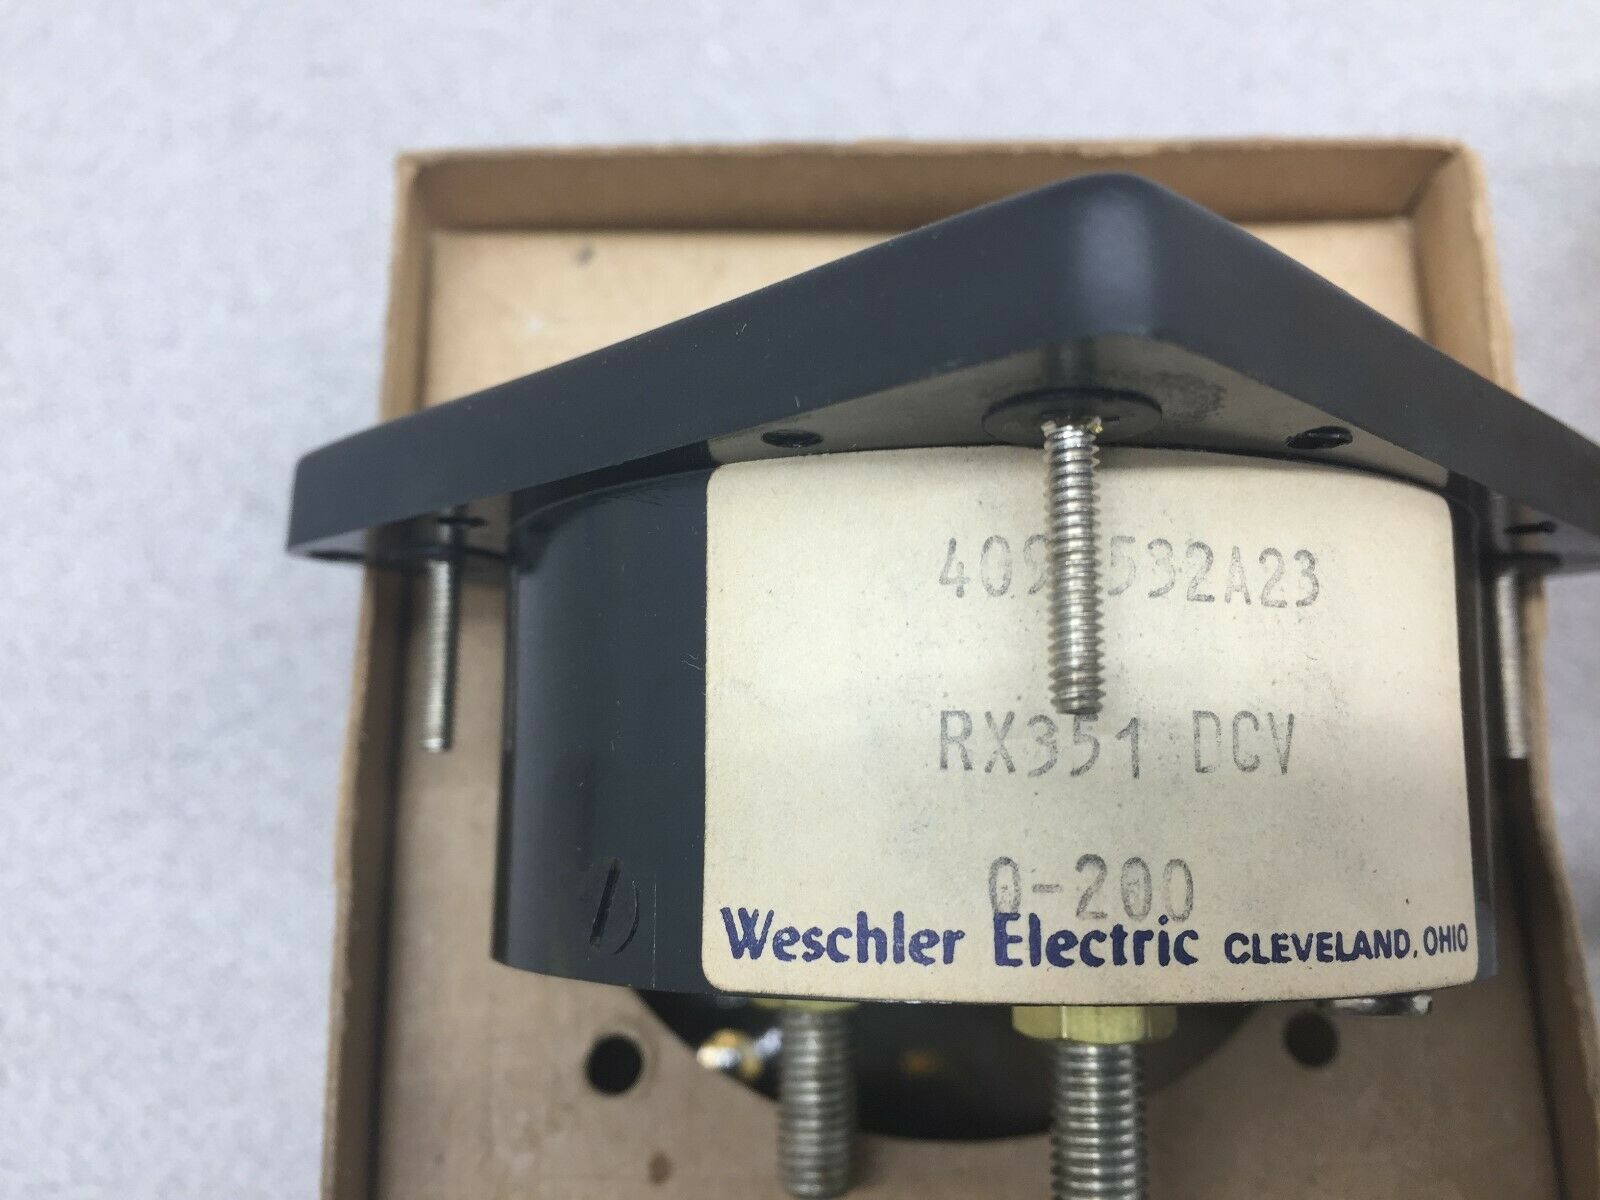 RX351 DCV
0-200
Weschler Electric CLEVELAND, OHIO